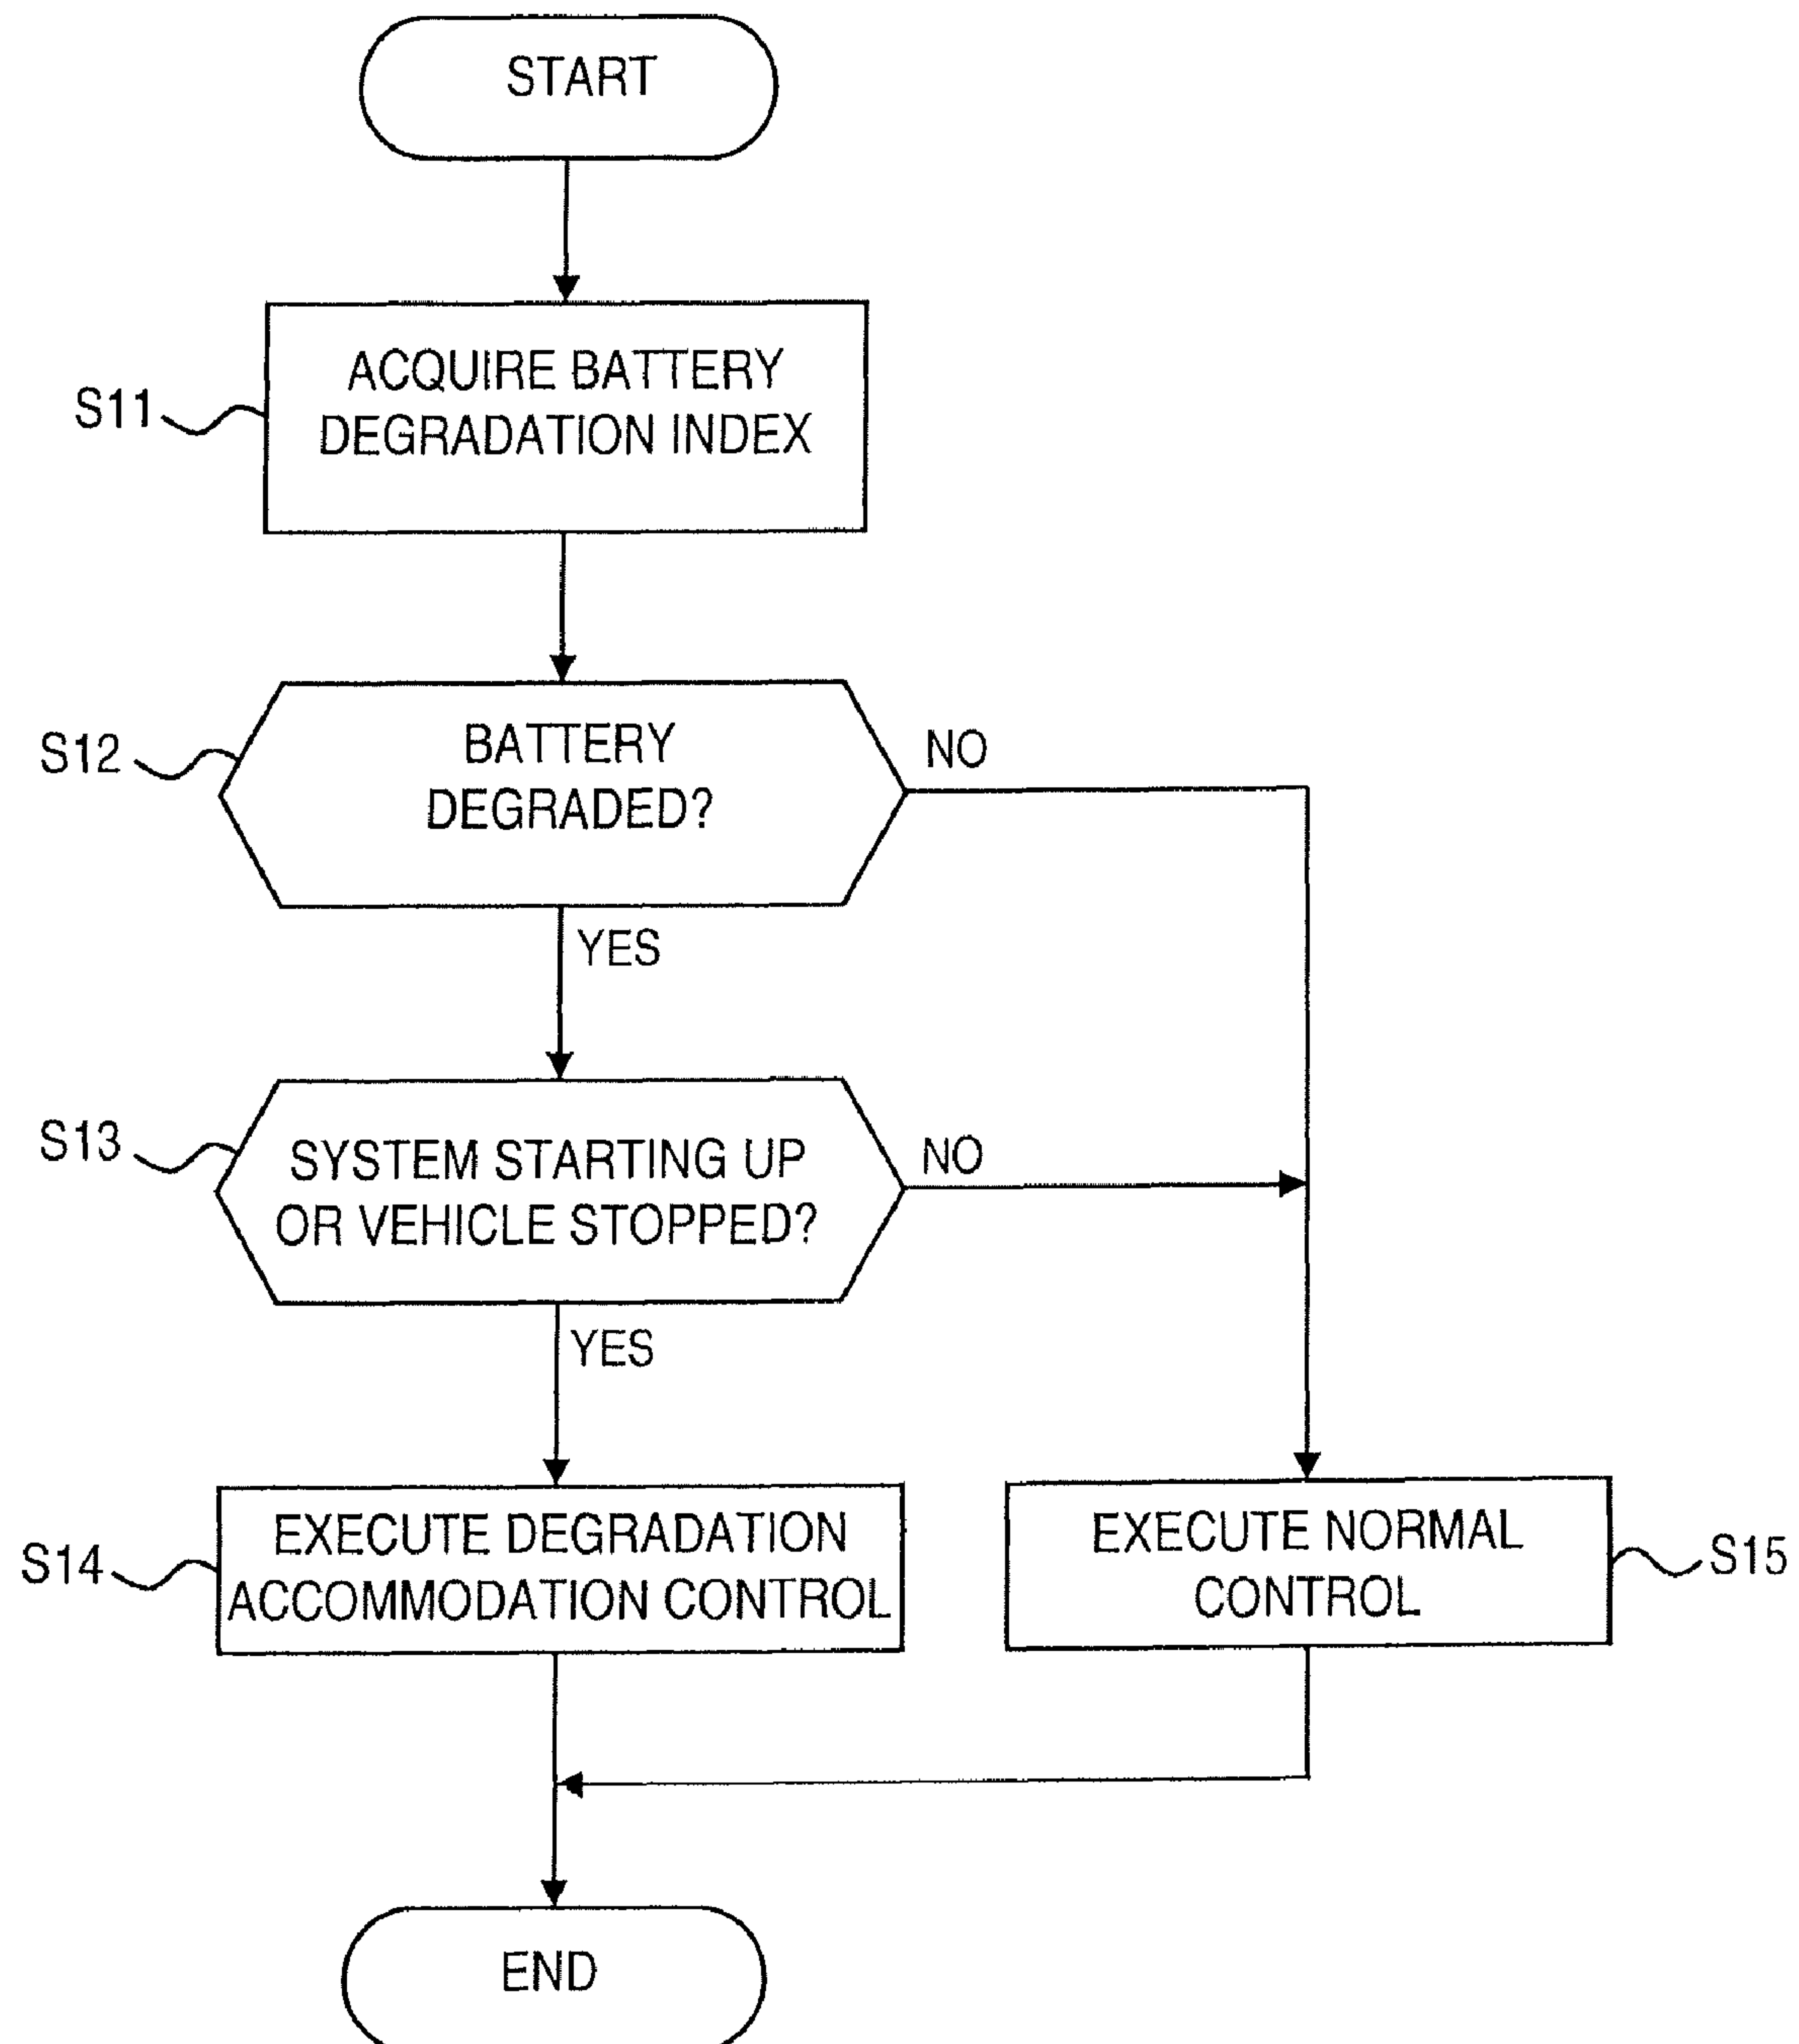 START
S11
ACQUIRE BATTERY
DEGRADATION INDEX
S12
BATTERY
DEGRADED?
NO
YES
S13
SYSTEM STARTING UP
OR VEHICLE STOPPED?
NO
YES
S14
EXECUTE DEGRADATION
ACCOMMODATION CONTROL
EXECUTE NORMAL
CONTROL
S15
END